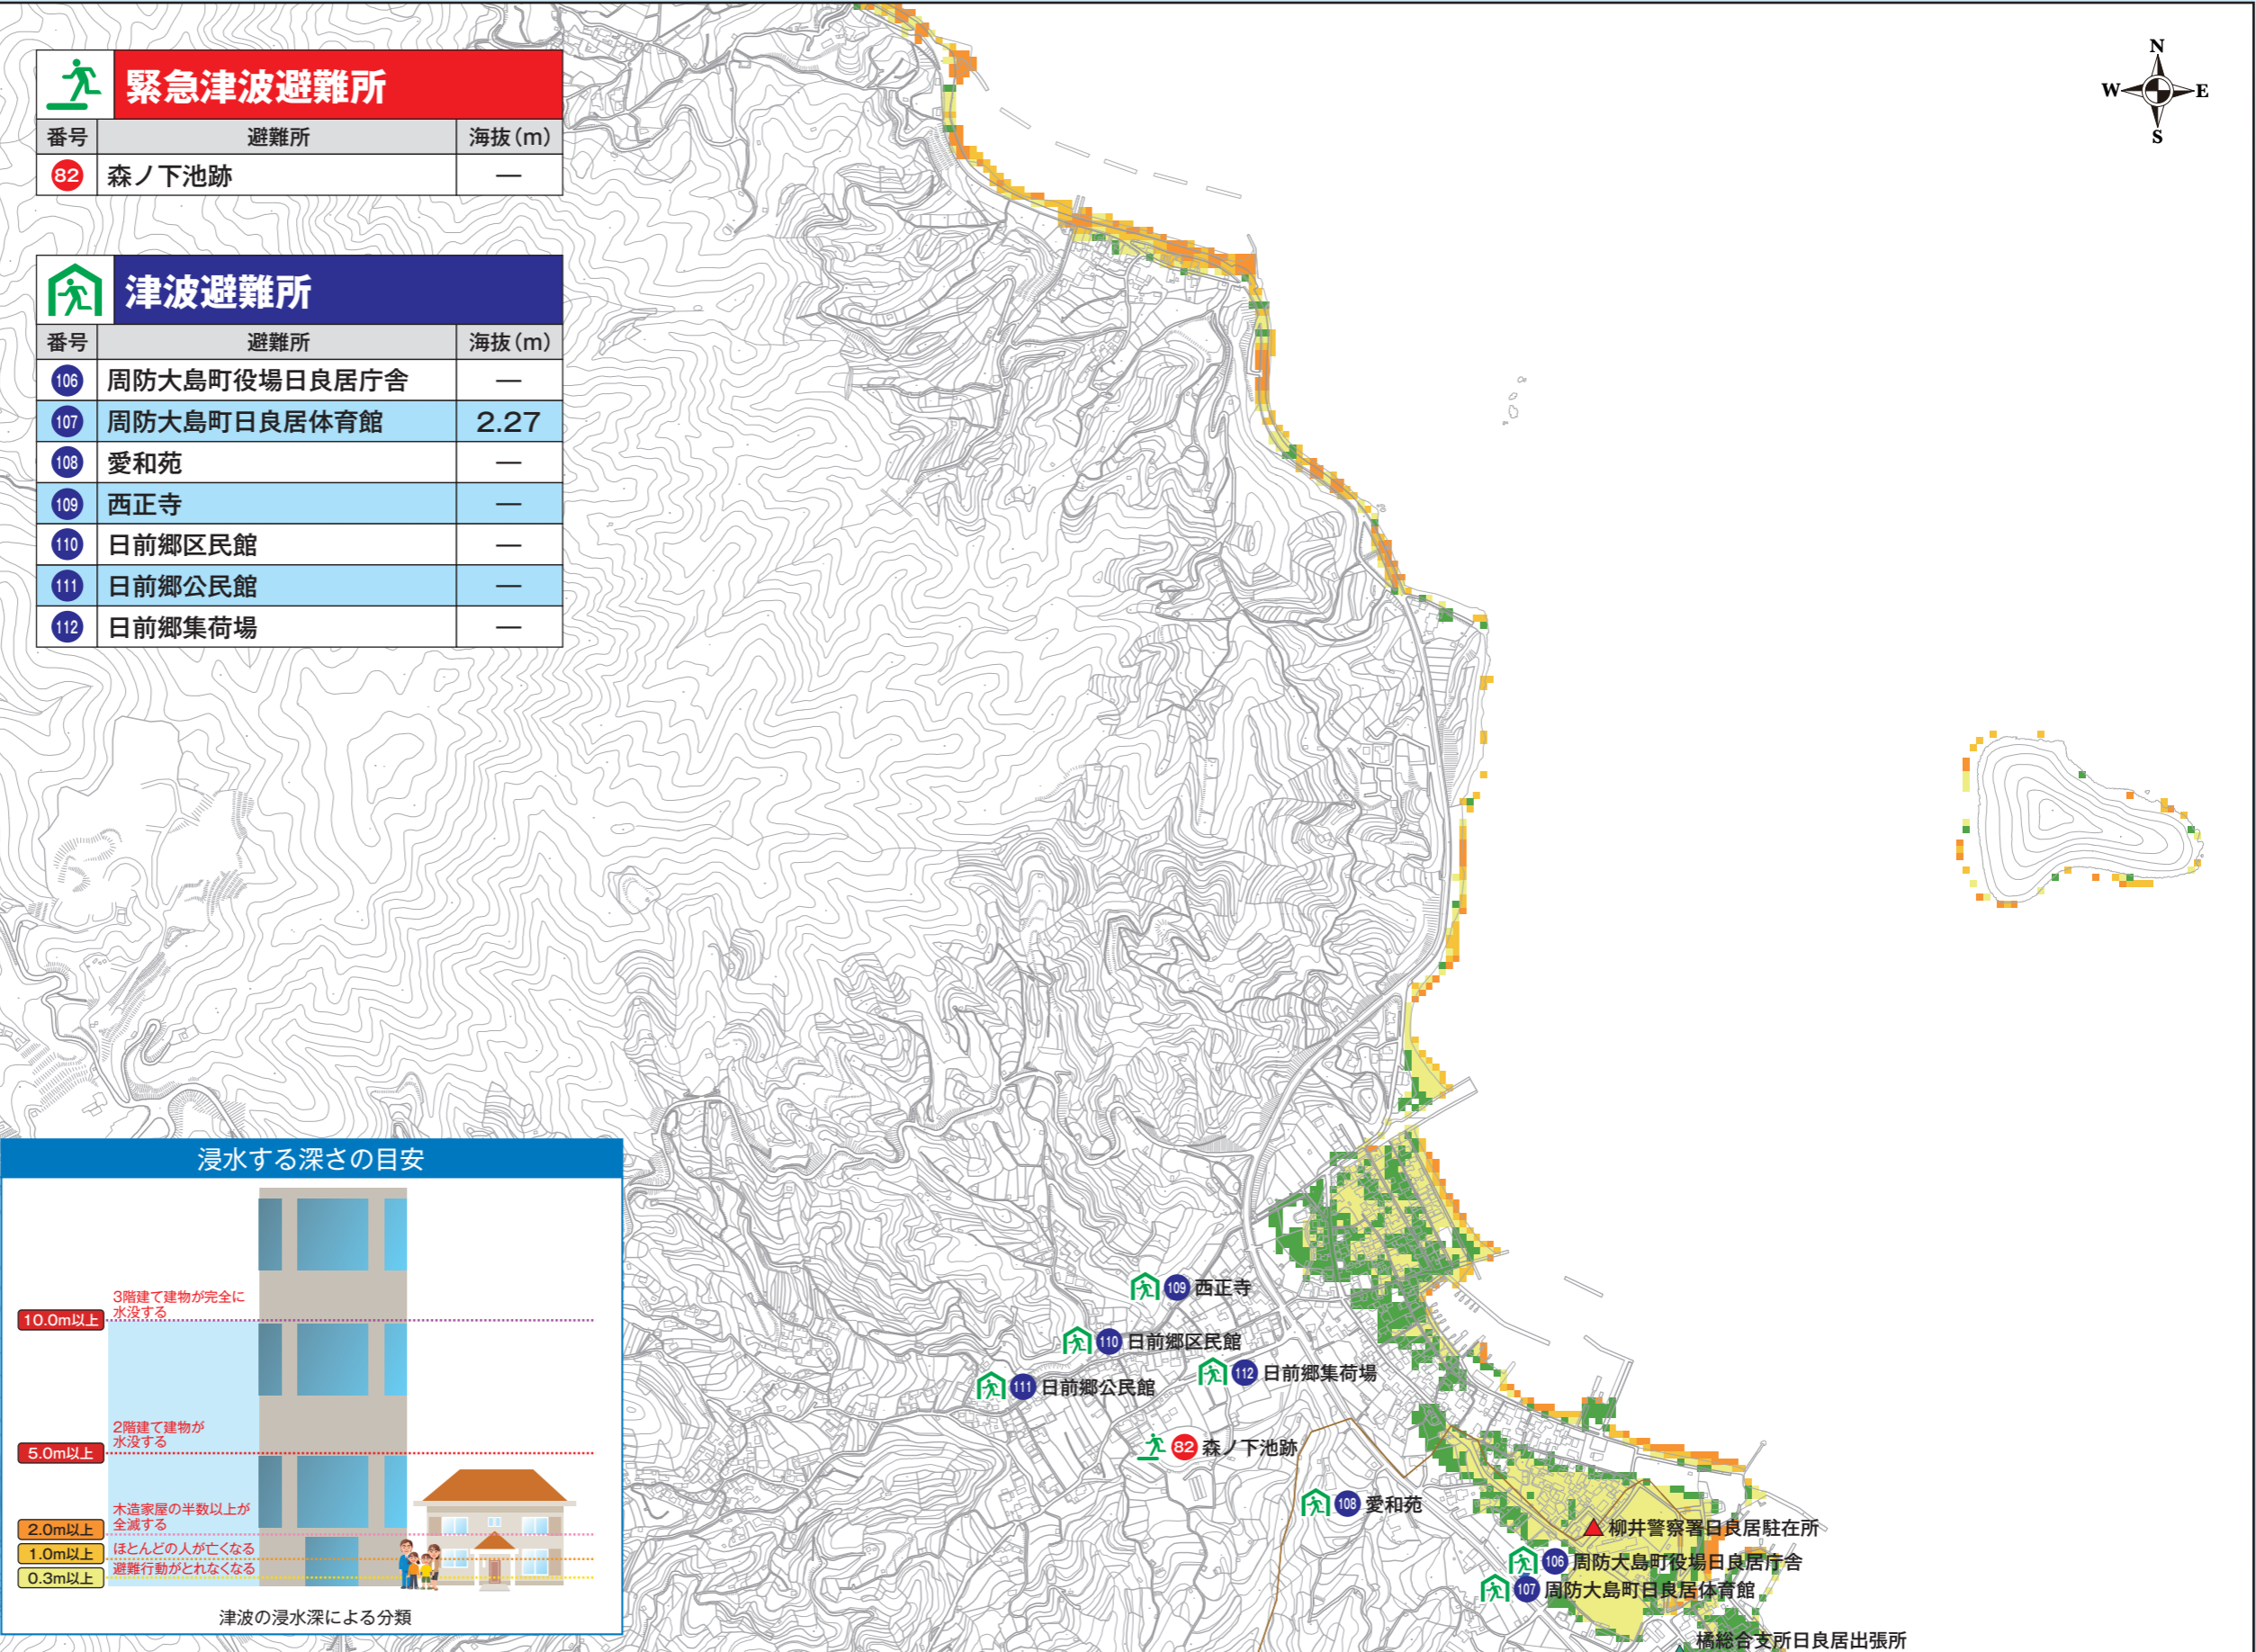 緊急津波避難所
番号 避難所 海抜(m)
82 森ノ下池跡 —
津波避難所
番号 避難所 海抜(m)
106 周防大島町役場日良居庁舎 —
107 周防大島町日良居体育館 2.27
108 愛和苑 —
109 西正寺 —
110 日前郷区民館 —
111 日前郷公民館 —
112 日前郷集荷場 —
N
W E
S
109 西正寺
110 日前郷区民館
112 日前郷集荷場
111 日前郷公民館
82 森ノ下池跡
108 愛和苑
柳井警察署日良居駐在所
106 周防大島町役場日良居庁舎
107 周防大島町日良居体育館
橘総合支所日良居出張所
浸水する深さの目安
3階建て建物が完全に
水没する
10.0m以上
2階建て建物が
水没する
5.0m以上
木造家屋の半数以上が
全滅する
2.0m以上
ほとんどの人が亡くなる
1.0m以上
避難行動がとれなくなる
0.3m以上
津波の浸水深による分類